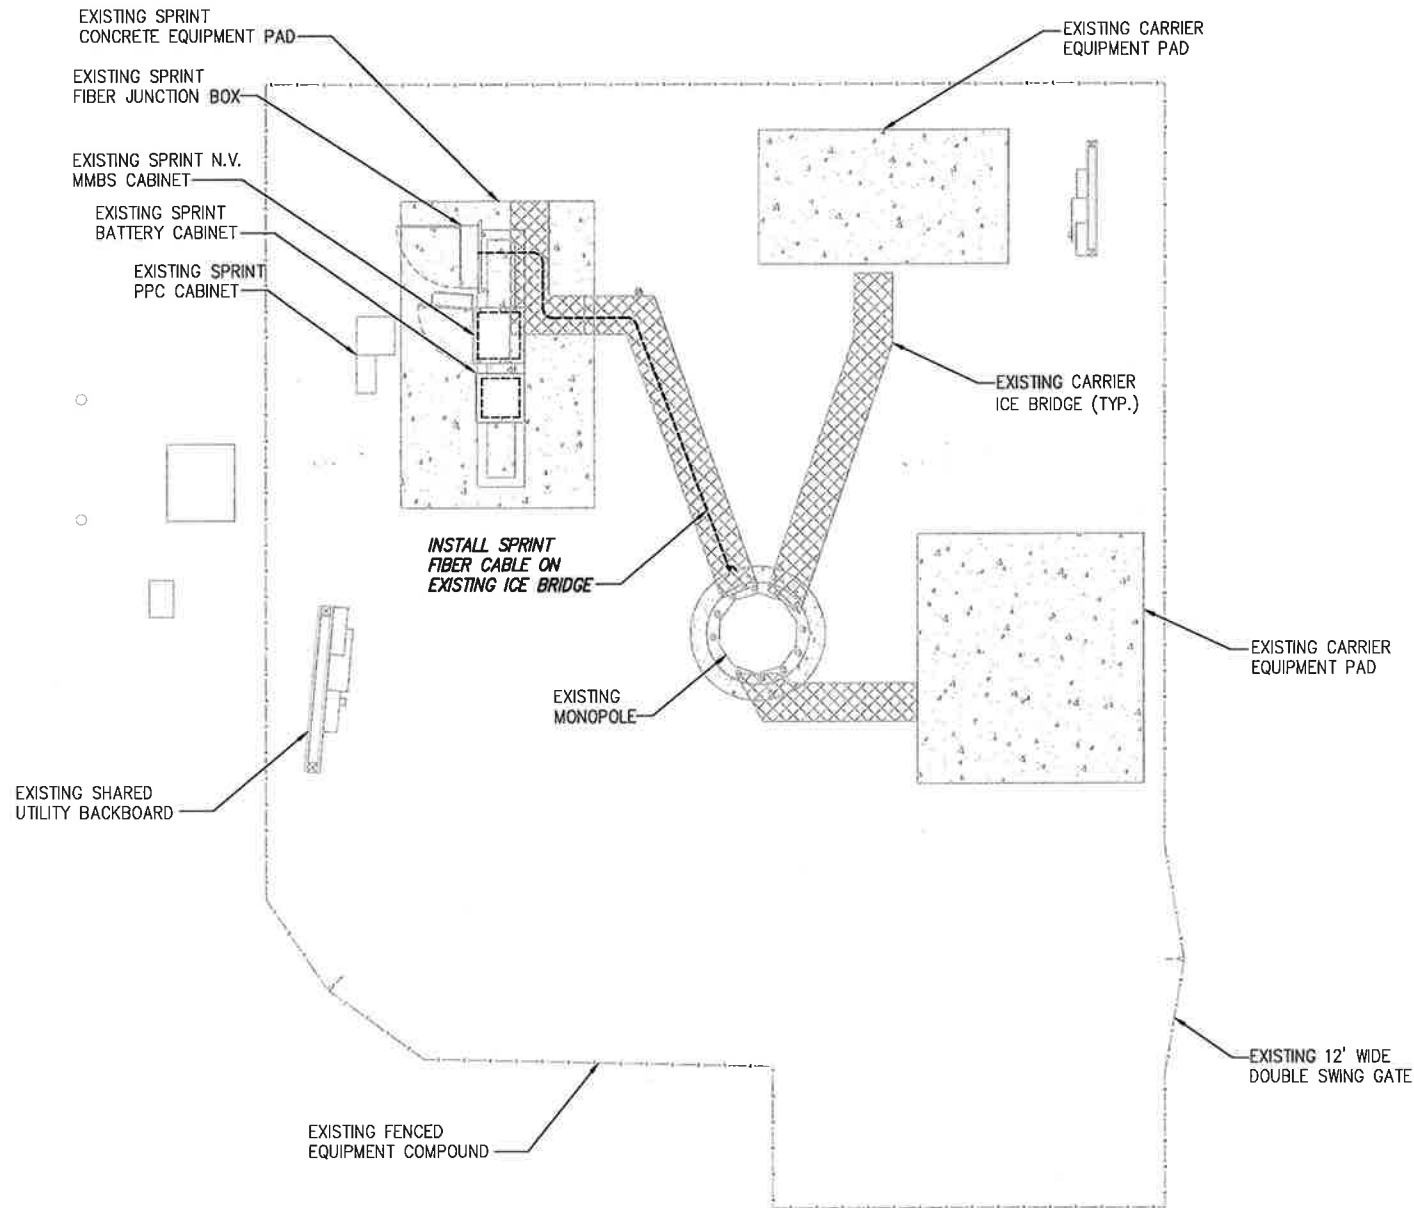 EXISTING SPRINT
CONCRETE EQUIPMENT PAD
EXISTING CARRIER
EQUIPMENT PAD
EXISTING SPRINT
FIBER JUNCTION BOX
EXISTING SPRINT N.V.
MMBS CABINET
EXISTING SPRINT
BATTERY CABINET
EXISTING SPRINT
PPC CABINET
EXISTING CARRIER
ICE BRIDGE (TYP.)
INSTALL SPRINT
FIBER CABLE ON
EXISTING ICE BRIDGE
EXISTING CARRIER
EQUIPMENT PAD
EXISTING
MONOPOLE
EXISTING SHARED
UTILITY BACKBOARD
EXISTING 12' WIDE
DOUBLE SWING GATE
EXISTING FENCED
EQUIPMENT COMPOUND